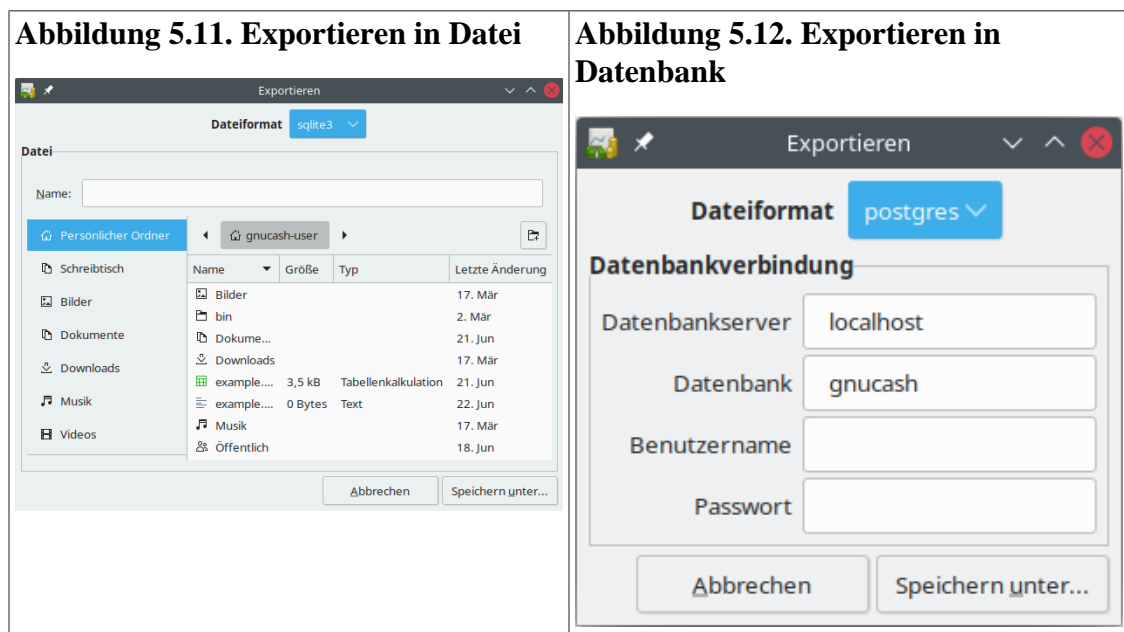 Abbildung 5.11. Exportieren in Datei
Exportieren
Dateiformat sqlite3
Datei
Name:
Persönlicher Ordner
Schreibtisch
Bilder
Dokumente
Downloads
Musik
Videos
gnucash-user
Name Größe Typ Letzte Änderung
Bilder 17. Mär
bin 2. Mär
Dokume... 21. Jun
Downloads 17. Mär
example.... 3,5 kB Tabellenkalkulation 21. Jun
example.... 0 Bytes Text 22. Jun
Musik 17. Mär
Öffentlich 18. Jun
Abbrechen Speichern unter...
Abbildung 5.12. Exportieren in
Datenbank
Exportieren
Dateiformat postgres
Datenbankverbindung
Datenbankserver localhost
Datenbank gnucash
Benutzername
Passwort
Abbrechen Speichern unter...